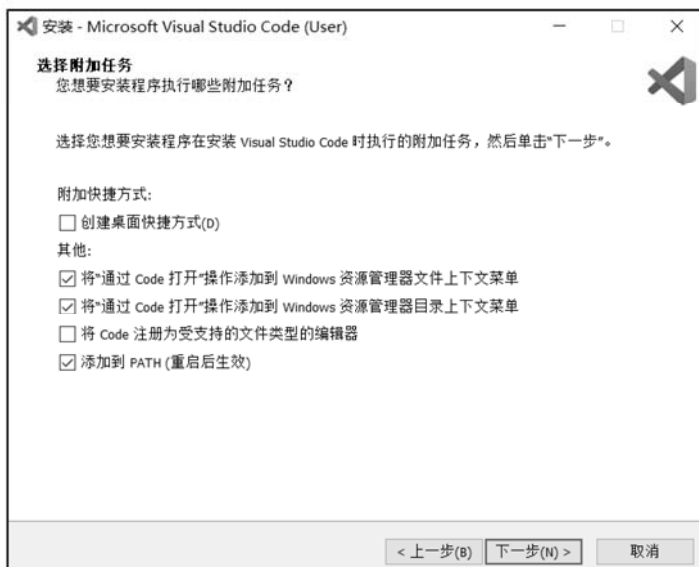 安装 - Microsoft Visual Studio Code (User)
选择附加任务
您想要安装程序执行哪些附加任务？
选择您想要安装程序在安装 Visual Studio Code 时执行的附加任务，然后单击“下一步”。
附加快捷方式:
创建桌面快捷方式(D)
其他:
将“通过 Code 打开”操作添加到 Windows 资源管理器文件上下文菜单
将“通过 Code 打开”操作添加到 Windows 资源管理器目录上下文菜单
将 Code 注册为受支持的文件类型的编辑器
添加到 PATH (重启后生效)
< 上一步(B) 下一步(N) > 取消